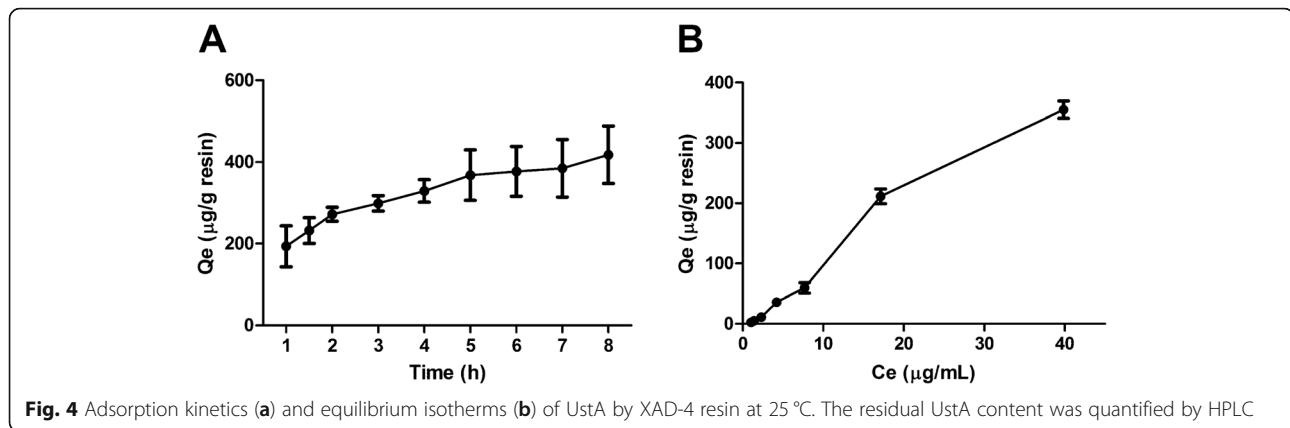 A
600
400
200
0
Qe (µg/g resin)
1 2 3 4 5 6 7 8
Time (h)
B
400
300
200
100
0
Qe (µg/g resin)
0 10 20 30 40
Ce (µg/mL)
Fig. 4 Adsorption kinetics (a) and equilibrium isotherms (b) of UstA by XAD-4 resin at 25 °C. The residual UstA content was quantified by HPLC